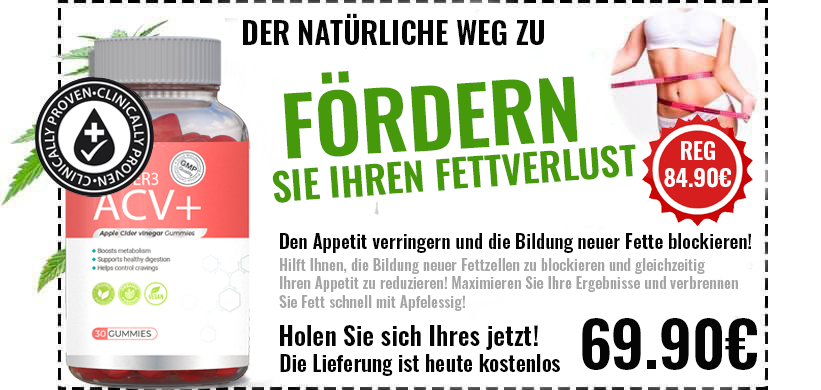 DER NATÜRLICHE WEG ZU
FÖRDERN
SIE IHREN FETTVERLUST
REG
84.90€
CLINICALLY PROVEN•CLINICALLY PROVEN•
GMP
ER3
ACV+
Apple Cider vinegar Gummies
• Boosts metabolism
• Supports healthy digestion
• Helps control cravings
VEGAN
30 GUMMIES
Den Appetit verringern und die Bildung neuer Fette blockieren!
Hilft Ihnen, die Bildung neuer Fettzellen zu blockieren und gleichzeitig
Ihren Appetit zu reduzieren! Maximieren Sie Ihre Ergebnisse und verbrennen
Sie Fett schnell mit Apfelessig!
Holen Sie sich Ihres jetzt!
Die Lieferung ist heute kostenlos
69.90€